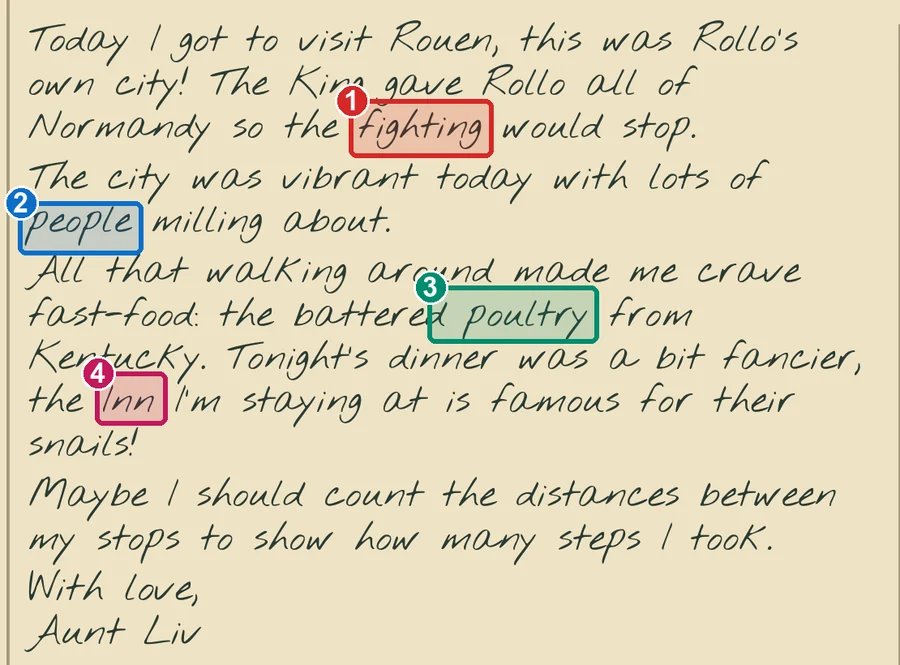 Today I got to visit Rouen, this was Rollo's
own city! The King gave Rollo all of
1
Normandy so the fighting would stop.
The city was vibrant today with lots of
2
people milling about.
All that walking around made me crave
3
fast-food: the battered poultry from
Kentucky. Tonight's dinner was a bit fancier,
4
the Inn I'm staying at is famous for their
snails!
Maybe I should count the distances between
my stops to show how many steps I took.
With love,
Aunt Liv